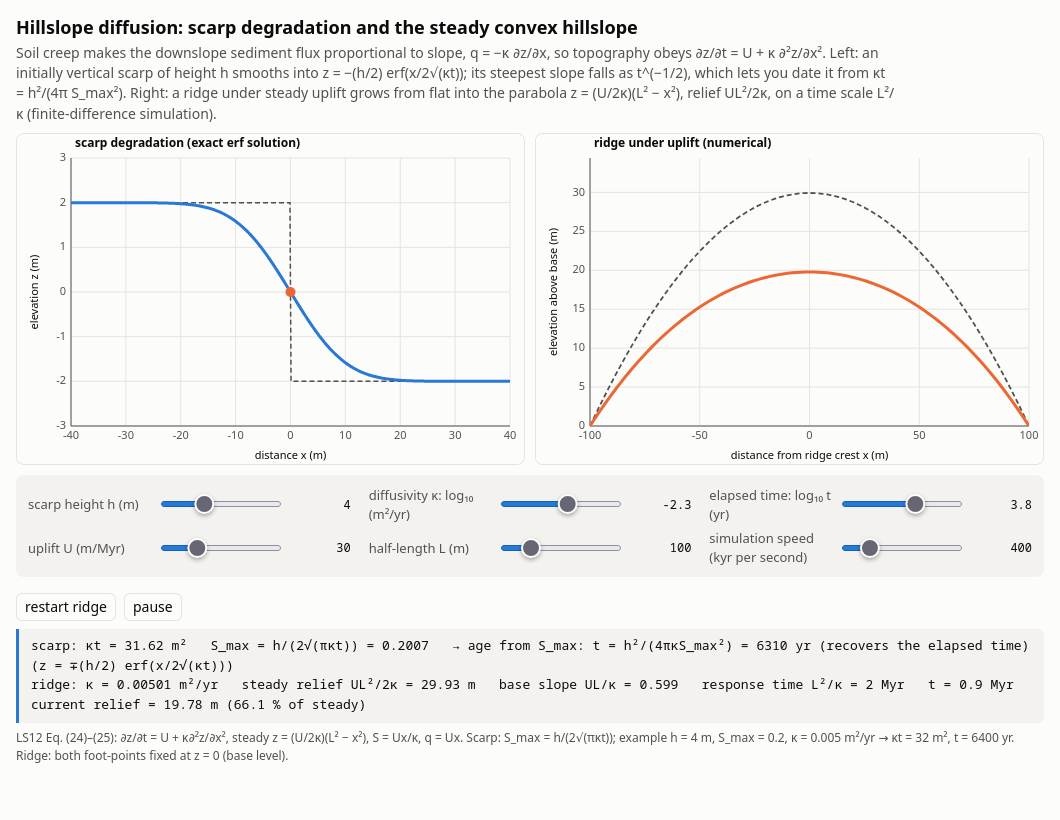 Hillslope diffusion: scarp degradation and the steady convex hillslope
Soil creep makes the downslope sediment flux proportional to slope, q = −κ ∂z/∂x, so topography obeys ∂z/∂t = U + κ ∂²z/∂x². Left: an
initially vertical scarp of height h smooths into z = −(h/2) erf(x/2√(κt)); its steepest slope falls as t^(−1/2), which lets you date it from κt
= h²/(4π S_max²). Right: a ridge under steady uplift grows from flat into the parabola z = (U/2κ)(L² − x²), relief UL²/2κ, on a time scale L²/
κ (finite-difference simulation).
scarp degradation (exact erf solution)
3
2
1
0
-1
-2
-3
-40 -30 -20 -10 0 10 20 30 40
elevation z (m)
distance x (m)
ridge under uplift (numerical)
30
25
20
15
10
5
0
-100 -50 0 50 100
elevation above base (m)
distance from ridge crest x (m)
scarp height h (m) 4
diffusivity κ: log₁₀
(m²/yr) -2.3
elapsed time: log₁₀ t
(yr) 3.8
uplift U (m/Myr) 30
half-length L (m) 100
simulation speed
(kyr per second) 400
restart ridge pause
scarp: κt = 31.62 m² S_max = h/(2√(πκt)) = 0.2007 → age from S_max: t = h²/(4πκS_max²) = 6310 yr (recovers the elapsed time)
(z = ∓(h/2) erf(x/2√(κt)))
ridge: κ = 0.00501 m²/yr steady relief UL²/2κ = 29.93 m base slope UL/κ = 0.599 response time L²/κ = 2 Myr t = 0.9 Myr
current relief = 19.78 m (66.1 % of steady)
LS12 Eq. (24)–(25): ∂z/∂t = U + κ∂²z/∂x², steady z = (U/2κ)(L² − x²), S = Ux/κ, q = Ux. Scarp: S_max = h/(2√(πκt)); example h = 4 m, S_max = 0.2, κ = 0.005 m²/yr → κt = 32 m², t = 6400 yr.
Ridge: both foot-points fixed at z = 0 (base level).